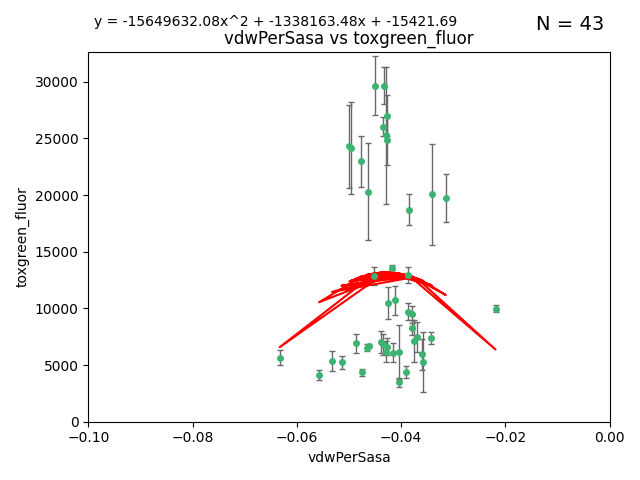 y = -15649632.08x^2 + -1338163.48x + -15421.69
N = 43
vdwPerSasa vs toxgreen_fluor
toxgreen_fluor
30000
25000
20000
15000
10000
5000
0
−0.10
−0.08
−0.06
−0.04
−0.02
0.00
vdwPerSasa